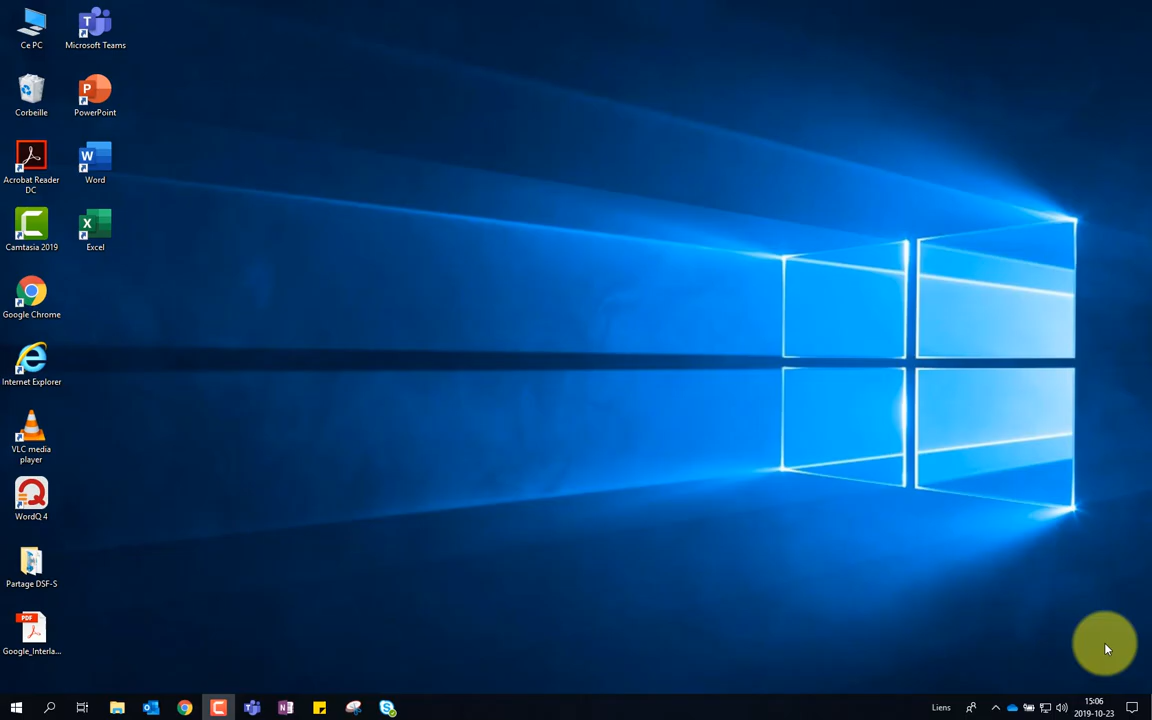 Ce PC
Microsoft Teams
Corbeille
PowerPoint
Acrobat Reader
DC
Word
Camtasia 2019
Excel
Google Chrome
Internet Explorer
VLC media
player
WordQ 4
Partage DSF-S
PDF
Google_Interla...
Liens
15:06
2019-10-23